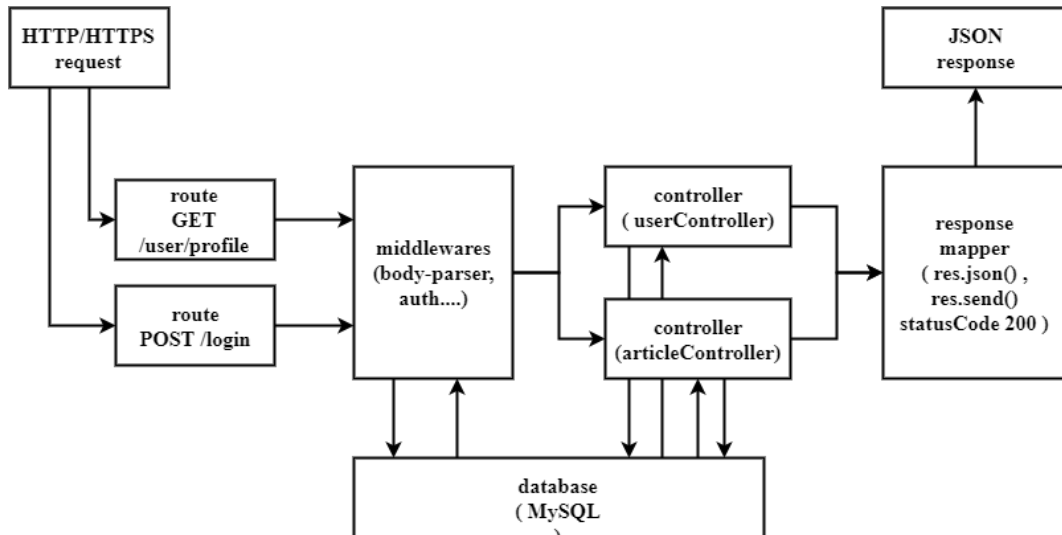 HTTP/HTTPS
request
JSON
response
route
GET
/user/profile
route
POST /login
middlewares
(body-parser,
auth....)
controller
( userController)
controller
(articleController)
response
mapper
( res.json() ,
res.send()
statusCode 200 )
database
( MySQL
)